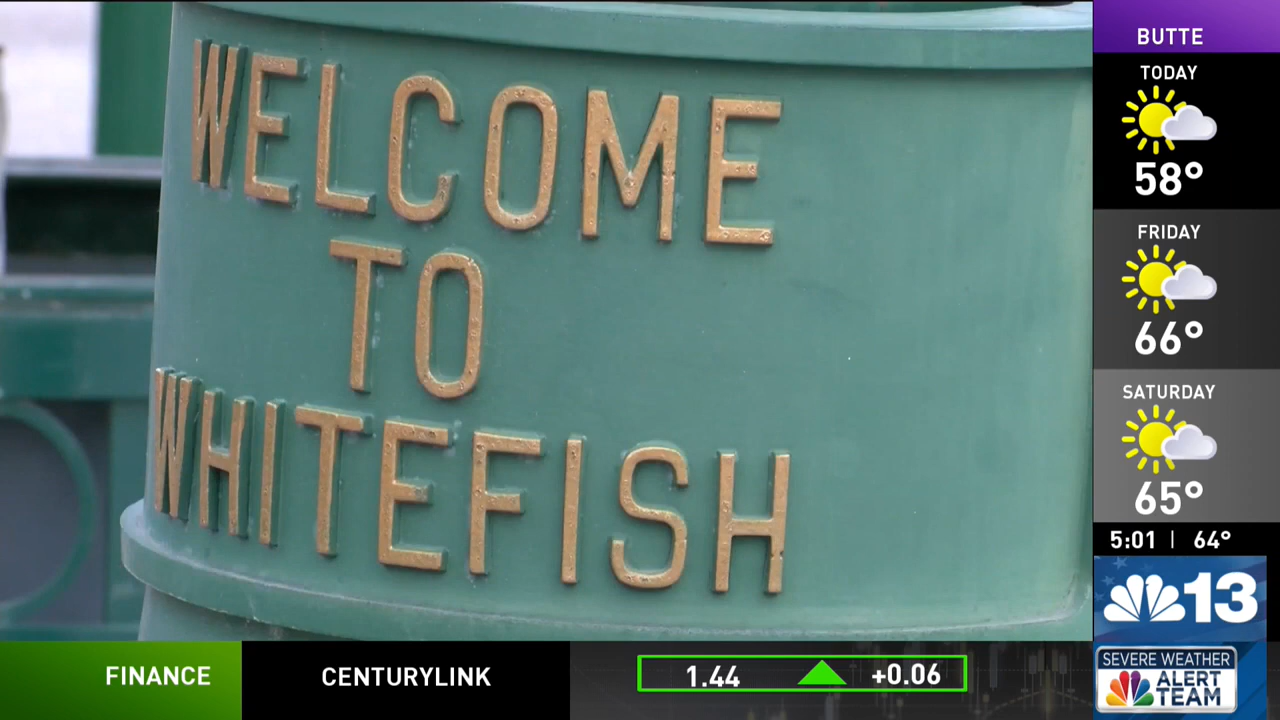 WELCOME
TO
WHITEFISH
BUTTE
TODAY
58°
FRIDAY
66°
SATURDAY
65°
5:01 | 64°
13
SEVERE WEATHER
ALERT
TEAM
FINANCE
CENTURYLINK
1.44
+0.06